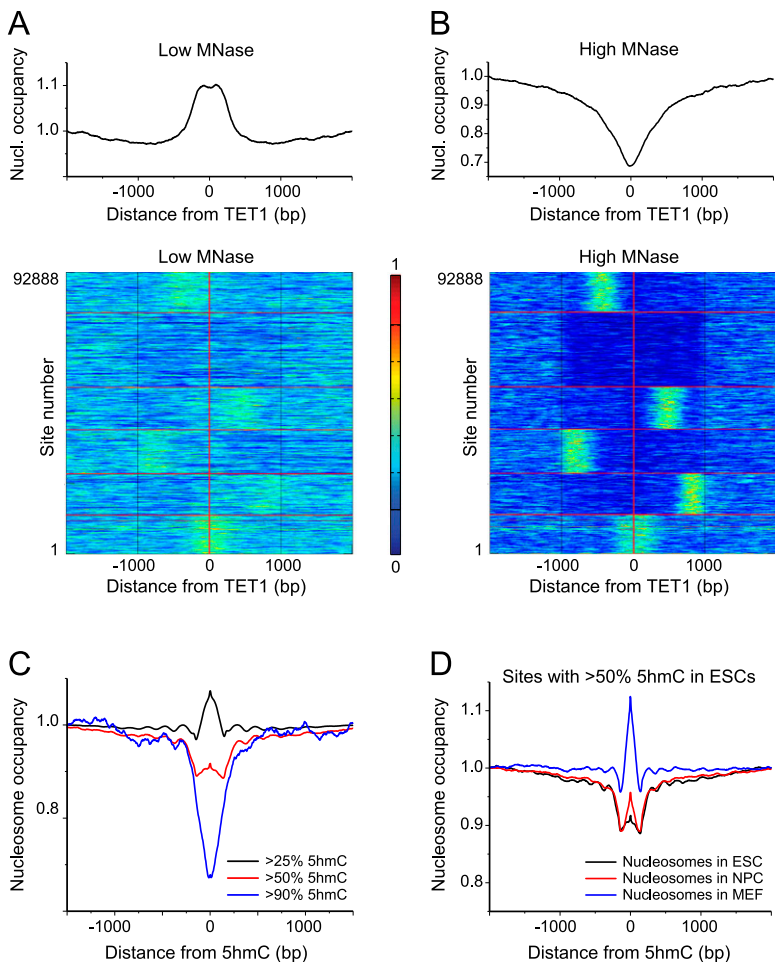 A
Low MNase
Nucl. occupancy
1.1
1.0
-1000
0
1000
Distance from TET1 (bp)
B
High MNase
Nucl. occupancy
1.0
0.9
0.8
0.7
-1000
0
1000
Distance from TET1 (bp)
Low MNase
92888
Site number
1
-1000
0
1000
Distance from TET1 (bp)
1
0
High MNase
92888
Site number
1
-1000
0
1000
Distance from TET1 (bp)
C
Nucleosome occupancy
1.0
0.8
>25% 5hmC
>50% 5hmC
>90% 5hmC
-1000
0
1000
Distance from 5hmC (bp)
D
Sites with >50% 5hmC in ESCs
Nucleosome occupancy
1.1
1.0
0.9
0.8
Nucleosomes in ESC
Nucleosomes in NPC
Nucleosomes in MEF
-1000
0
1000
Distance from 5hmC (bp)